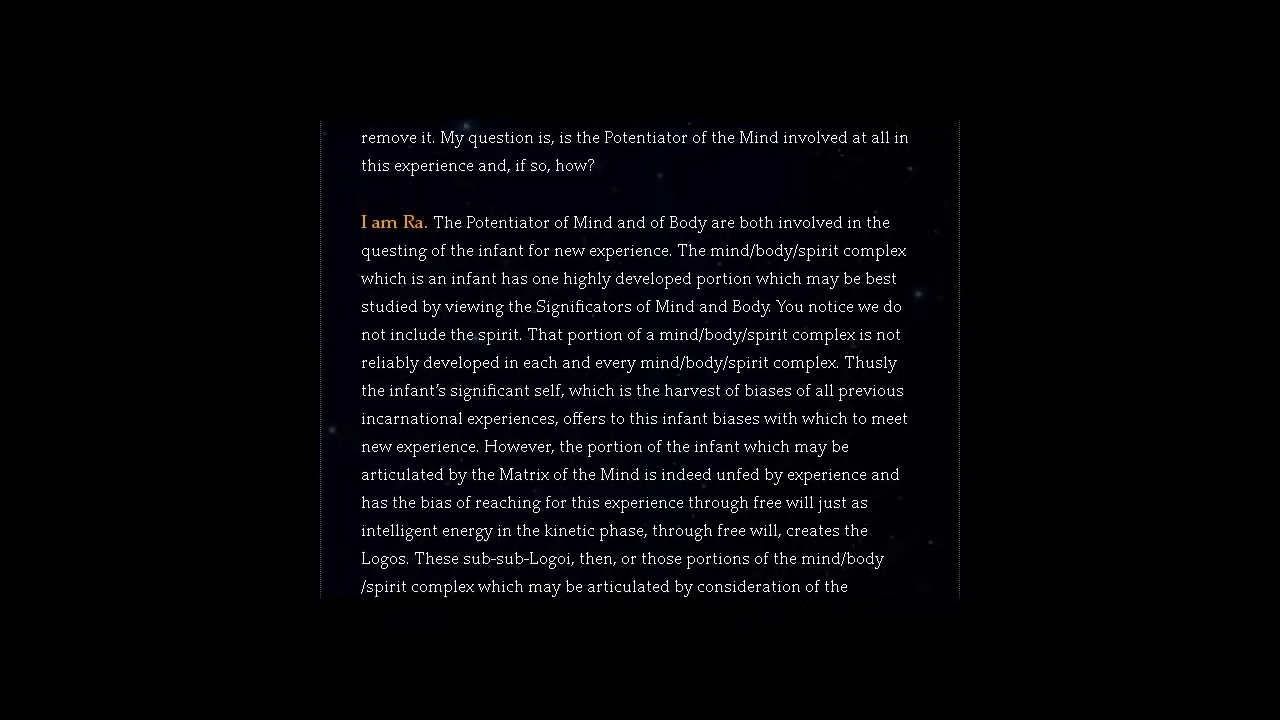 remove it. My question is, is the Potentiator of the Mind involved at all in
this experience and, if so, how?
I am Ra. The Potentiator of Mind and of Body are both involved in the
questing of the infant for new experience. The mind/body/spirit complex
which is an infant has one highly developed portion which may be best
studied by viewing the Significators of Mind and Body. You notice we do
not include the spirit. That portion of a mind/body/spirit complex is not
reliably developed in each and every mind/body/spirit complex. Thusly
the infant’s significant self, which is the harvest of biases of all previous
incarnational experiences, offers to this infant biases with which to meet
new experience. However, the portion of the infant which may be
articulated by the Matrix of the Mind is indeed unfed by experience and
has the bias of reaching for this experience through free will just as
intelligent energy in the kinetic phase, through free will, creates the
Logos. These sub-sub-Logoi, then, or those portions of the mind/body
/spirit complex which may be articulated by consideration of the